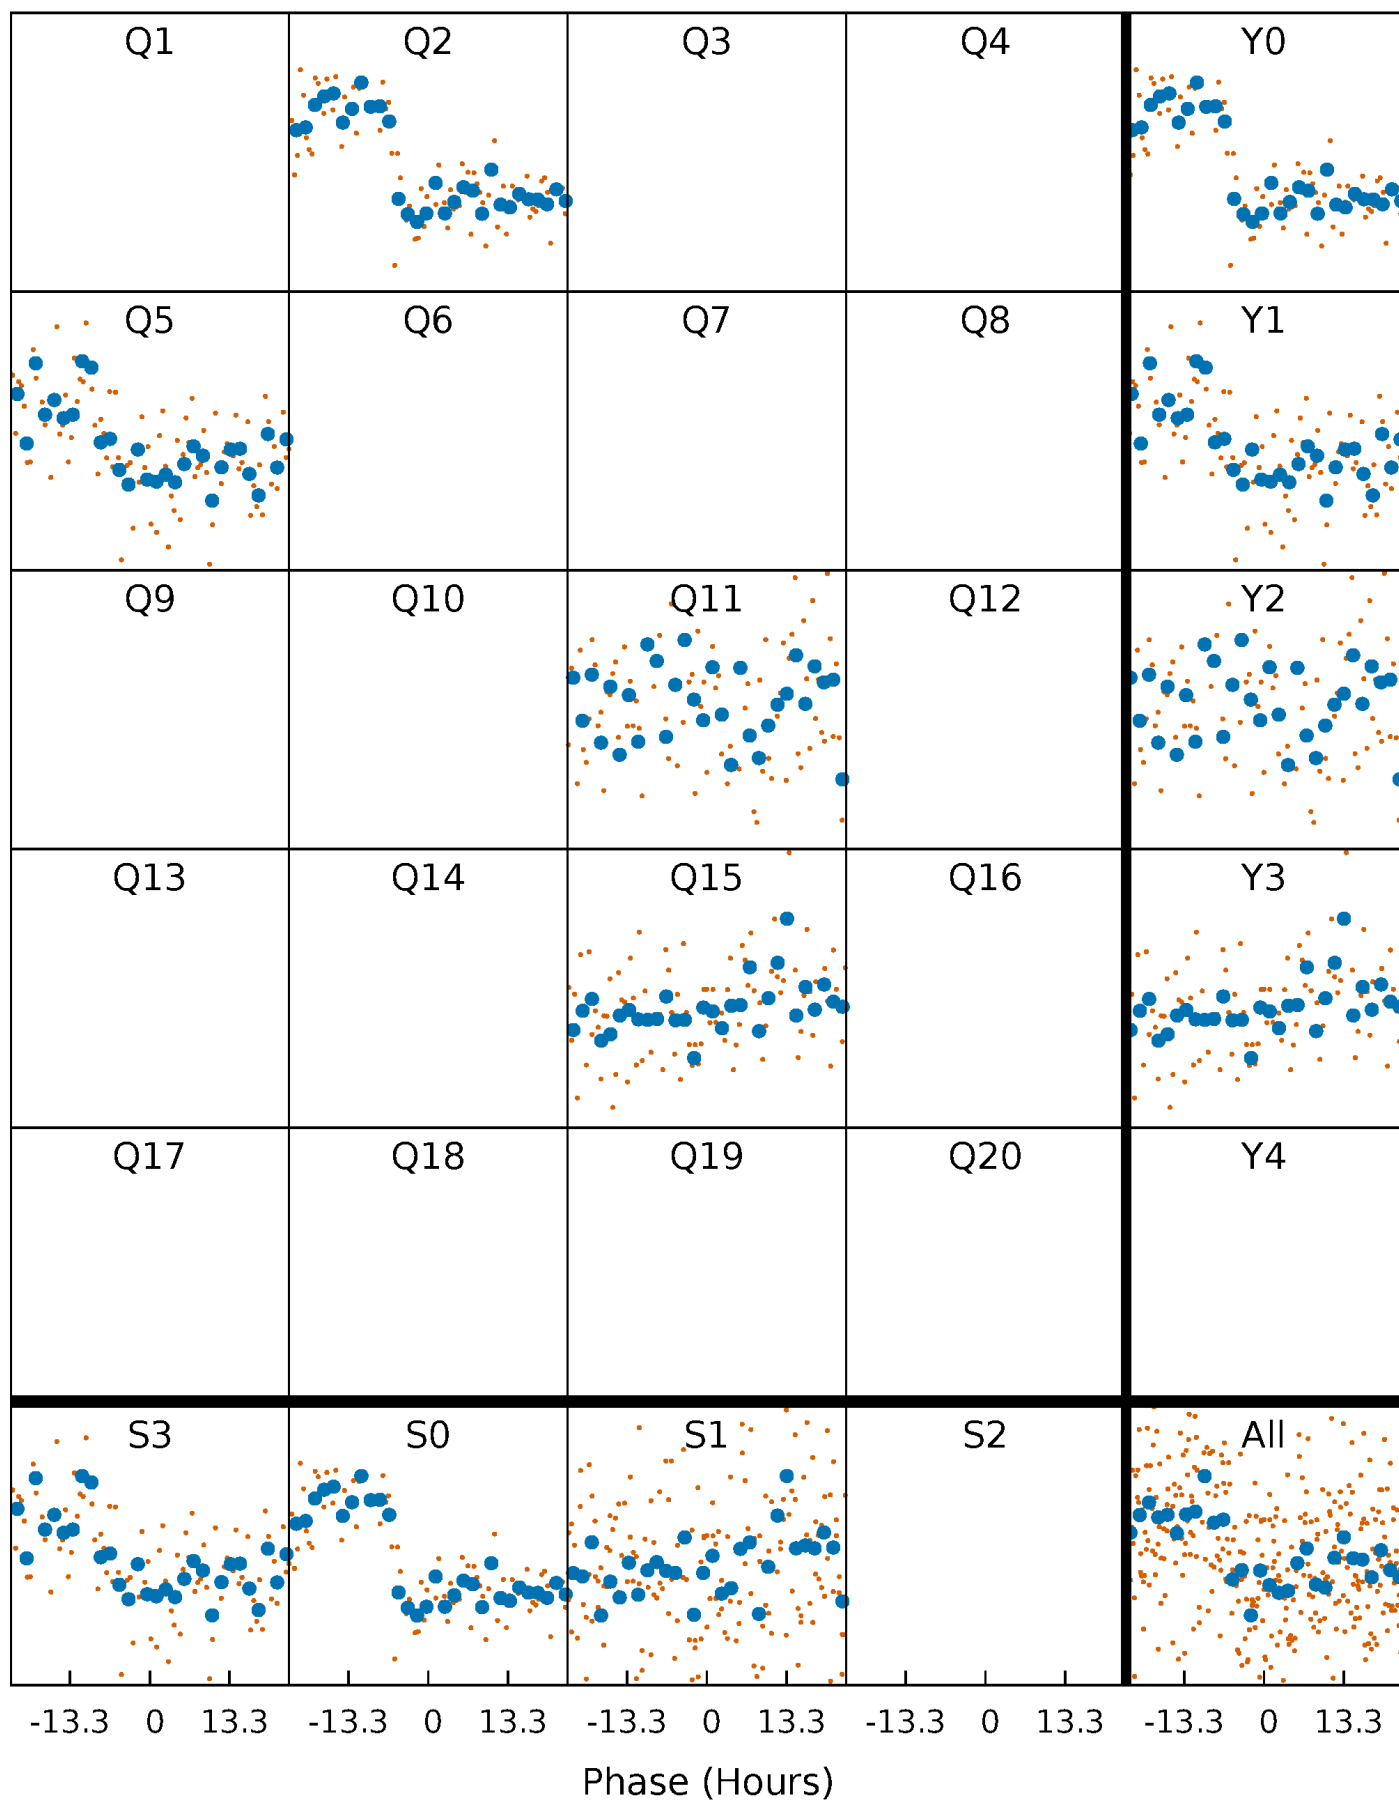 Q1 Q2 Q3 Q4 Y0
Q5 Q6 Q7 Q8 Y1
Q9 Q10 Q11 Q12 Y2
Q13 Q14 Q15 Q16 Y3
Q17 Q18 Q19 Q20 Y4
S3 S0 S1 S2 All
-13.3 0 13.3 -13.3 0 13.3 -13.3 0 13.3 -13.3 0 13.3 -13.3 0 13.3
Phase (Hours)